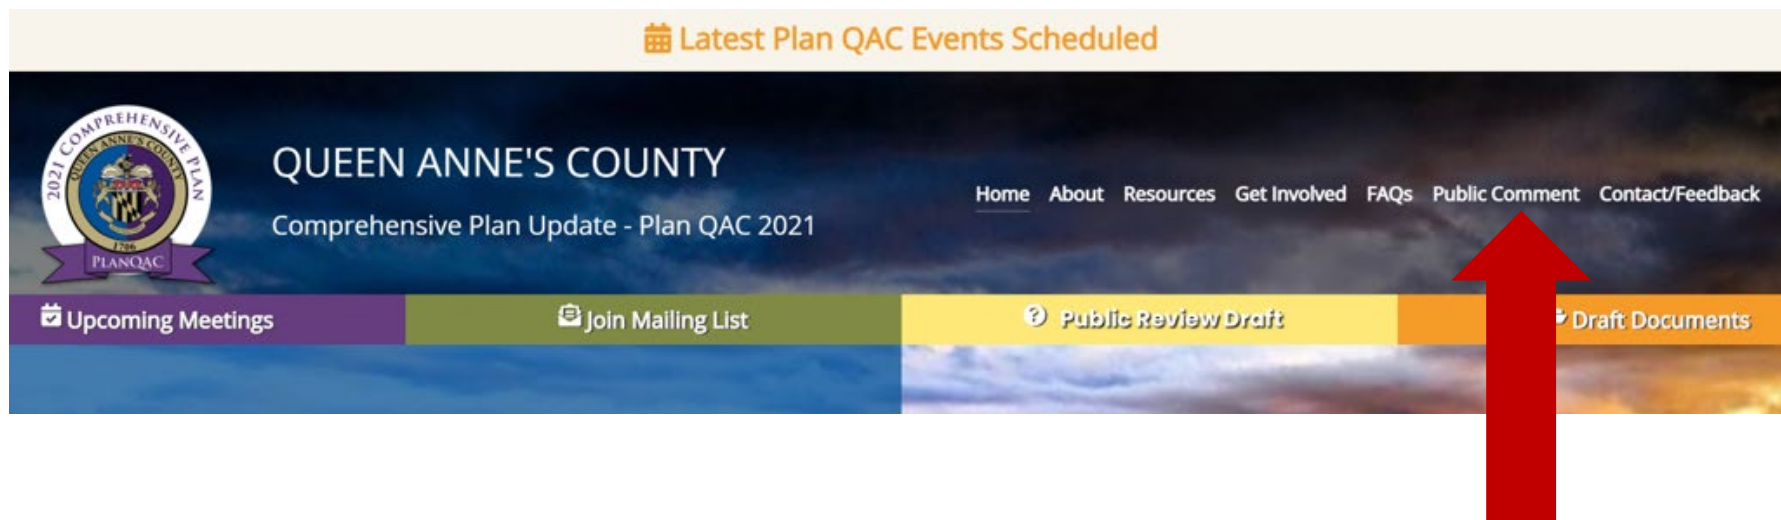 Latest Plan QAC Events Scheduled
2021 COMPREHENSIVE PLAN
QUEEN ANNE'S COUNTY
1706
PLANQAC
QUEEN ANNE'S COUNTY
Comprehensive Plan Update - Plan QAC 2021
Home About Resources Get Involved FAQs Public Comment Contact/Feedback
Upcoming Meetings Join Mailing List Public Review Draft Draft Documents